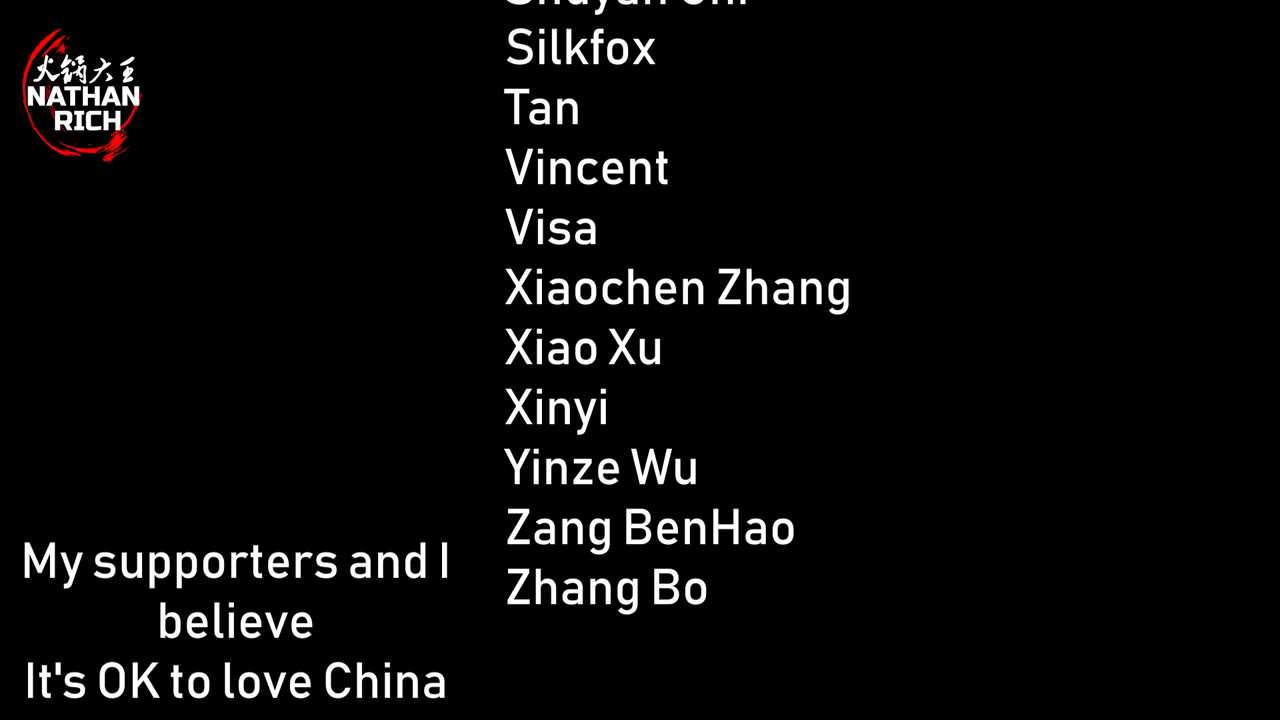 火锅大王
NATHAN
RICH
Silkfox
Tan
Vincent
Visa
Xiaochen Zhang
Xiao Xu
Xinyi
Yinze Wu
Zang BenHao
Zhang Bo
My supporters and I
believe
It's OK to love China